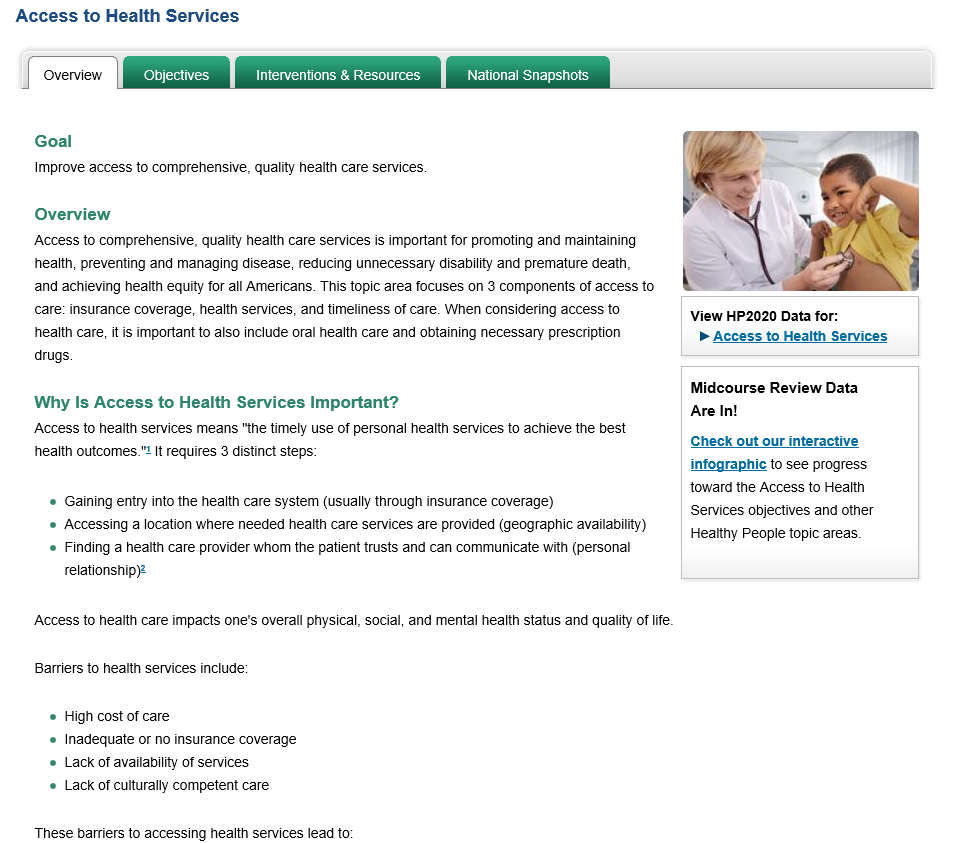 Access to Health Services
Overview
Objectives
Interventions & Resources
National Snapshots
Goal
Improve access to comprehensive, quality health care services.
Overview
Access to comprehensive, quality health care services is important for promoting and maintaining
health, preventing and managing disease, reducing unnecessary disability and premature death,
and achieving health equity for all Americans. This topic area focuses on 3 components of access to
care: insurance coverage, health services, and timeliness of care. When considering access to
health care, it is important to also include oral health care and obtaining necessary prescription
drugs.
Why Is Access to Health Services Important?
Access to health services means "the timely use of personal health services to achieve the best
health outcomes."1 It requires 3 distinct steps:
• Gaining entry into the health care system (usually through insurance coverage)
• Accessing a location where needed health care services are provided (geographic availability)
• Finding a health care provider whom the patient trusts and can communicate with (personal
relationship)2
Access to health care impacts one's overall physical, social, and mental health status and quality of life.
Barriers to health services include:
• High cost of care
• Inadequate or no insurance coverage
• Lack of availability of services
• Lack of culturally competent care
These barriers to accessing health services lead to:
View HP2020 Data for:
▶ Access to Health Services
Midcourse Review Data
Are In!
Check out our interactive
infographic to see progress
toward the Access to Health
Services objectives and other
Healthy People topic areas.